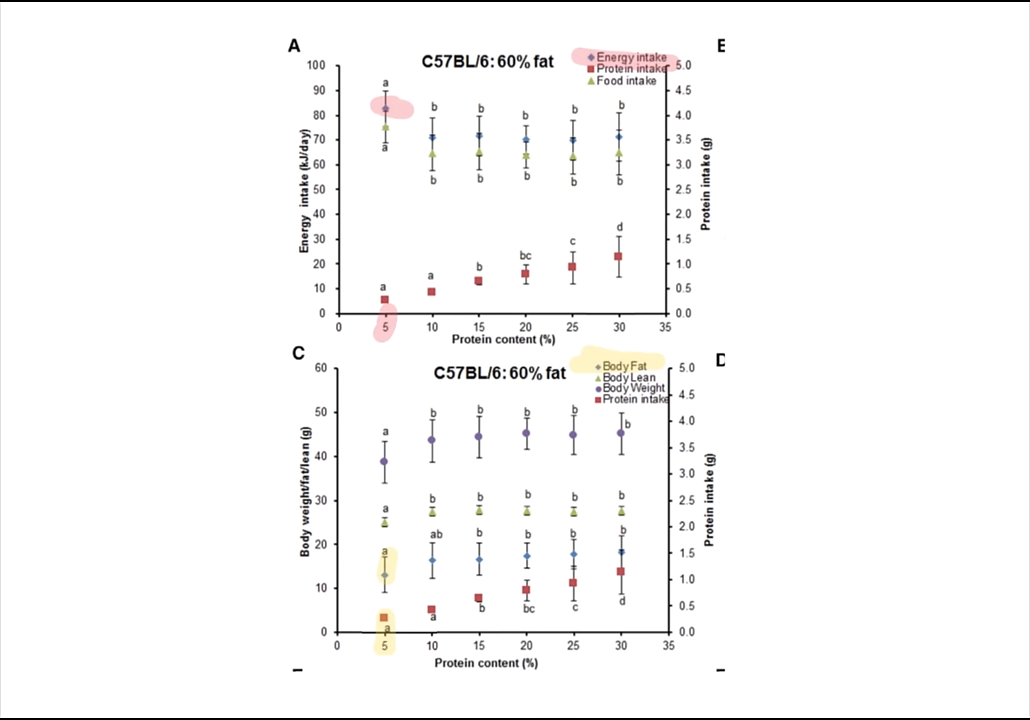 A
B
C57BL/6: 60% fat
Energy intake
Protein intake
Food intake
100
90
80
70
60
50
40
30
20
10
0
5.0
4.5
4.0
3.5
3.0
2.5
2.0
1.5
1.0
0.5
0.0
Energy intake (kJ/day)
Protein intake (g)
a
b
b
b
b
b
a
b
b
b
b
b
a
a
b
bc
c
d
0 5 10 15 20 25 30 35
Protein content (%)
C
D
C57BL/6: 60% fat
Body Fat
Body Lean
Body Weight
Protein intake
60
50
40
30
20
10
0
5.0
4.5
4.0
3.5
3.0
2.5
2.0
1.5
1.0
0.5
0.0
Body weight/fat/lean (g)
Protein intake (g)
a
b
b
b
b
b
a
b
b
b
b
b
a
ab
b
b
b
b
a
a
b
bc
c
d
0 5 10 15 20 25 30 35
Protein content (%)